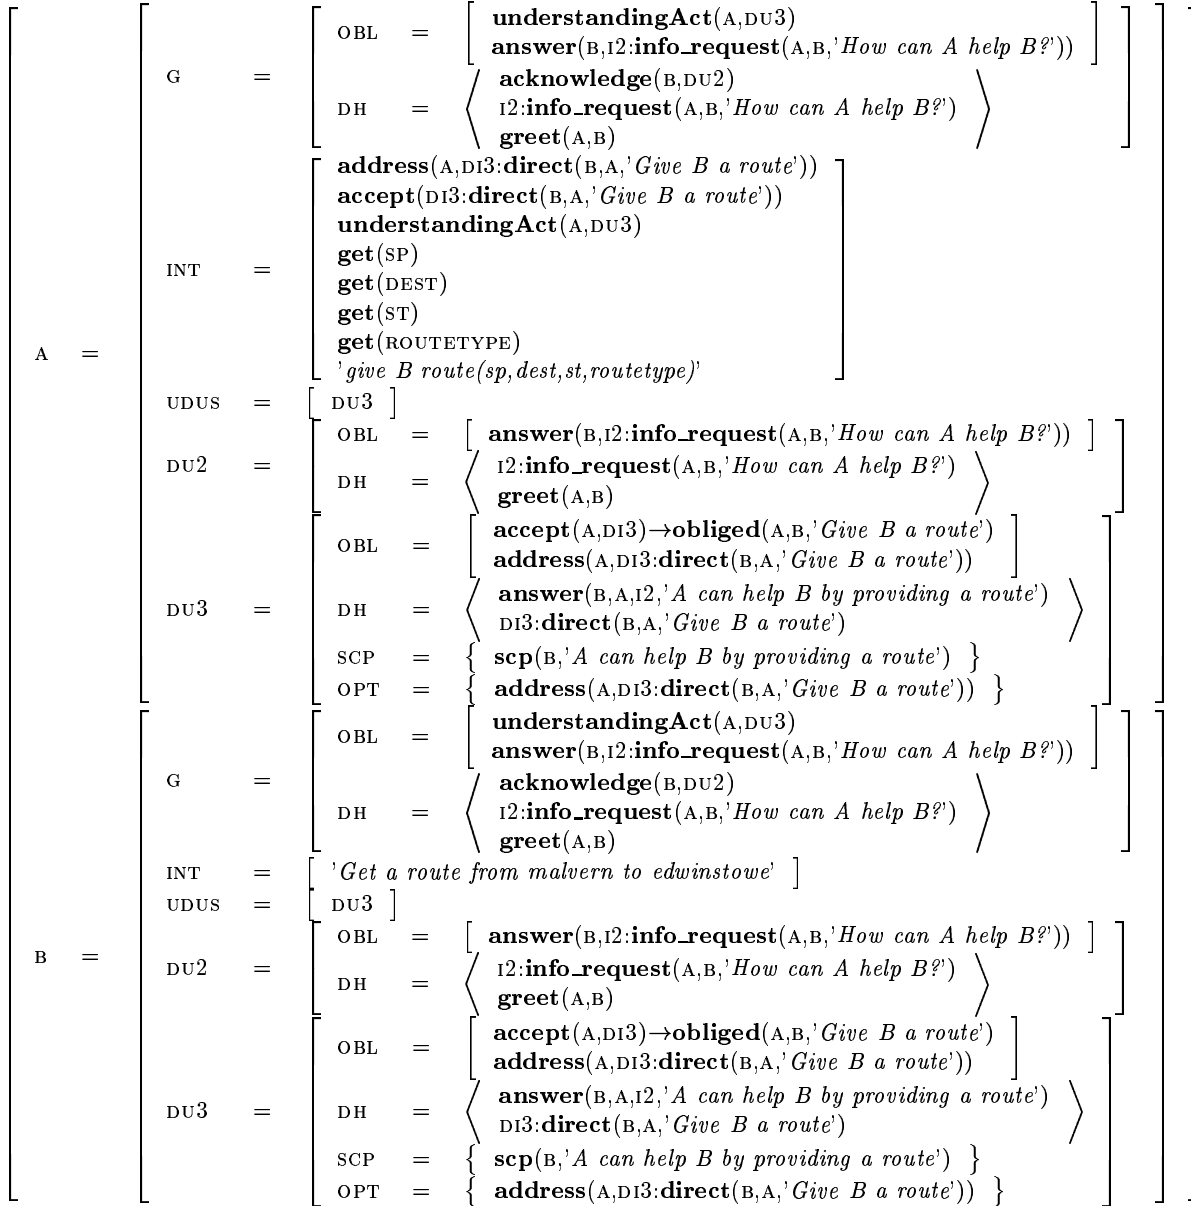 OBL = understandingAct(A,DU3)
answer(B,I2:info_request(A,B,'How can A help B?'))
G =
acknowledge(B,DU2)
DH = I2:info_request(A,B,'How can A help B?')
greet(A,B)
address(A,DI3:direct(B,A,'Give B a route'))
accept(DI3:direct(B,A,'Give B a route'))
understandingAct(A,DU3)
get(SP)
INT =
get(DEST)
get(ST)
get(ROUTETYPE)
A =
'give B route(sp,dest,st,routetype)'
UDUS = [ DU3 ]
OBL = [ answer(B,I2:info_request(A,B,'How can A help B?')) ]
DU2 =
DH = I2:info_request(A,B,'How can A help B?')
greet(A,B)
OBL = accept(A,DI3)→obliged(A,B,'Give B a route')
address(A,DI3:direct(B,A,'Give B a route'))
DU3 =
DH = answer(B,A,I2,'A can help B by providing a route')
DI3:direct(B,A,'Give B a route')
SCP = { scp(B,'A can help B by providing a route') }
OPT = { address(A,DI3:direct(B,A,'Give B a route')) }
OBL = understandingAct(A,DU3)
answer(B,I2:info_request(A,B,'How can A help B?'))
G =
acknowledge(B,DU2)
DH = I2:info_request(A,B,'How can A help B?')
greet(A,B)
INT = [ 'Get a route from malvern to edwinstowe' ]
UDUS = [ DU3 ]
B =
OBL = [ answer(B,I2:info_request(A,B,'How can A help B?')) ]
DU2 =
DH = I2:info_request(A,B,'How can A help B?')
greet(A,B)
OBL = accept(A,DI3)→obliged(A,B,'Give B a route')
address(A,DI3:direct(B,A,'Give B a route'))
DU3 =
DH = answer(B,A,I2,'A can help B by providing a route')
DI3:direct(B,A,'Give B a route')
SCP = { scp(B,'A can help B by providing a route') }
OPT = { address(A,DI3:direct(B,A,'Give B a route')) }